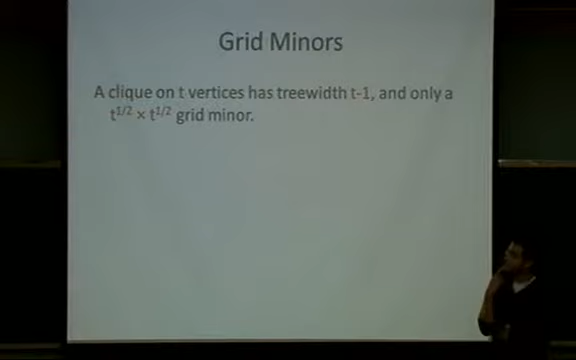 Grid Minors
A clique on t vertices has treewidth t-1, and only a
t^1/2 × t^1/2 grid minor.